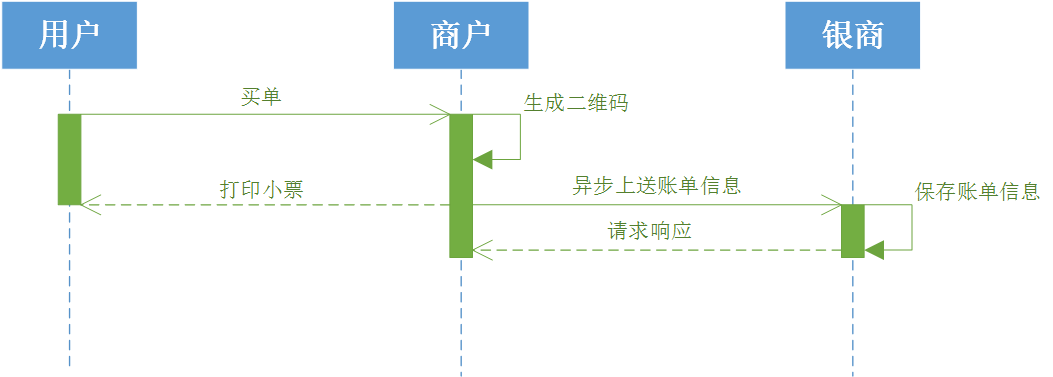 用户
商户
银商
买单
生成二维码
打印小票
异步上送账单信息
保存账单信息
请求响应